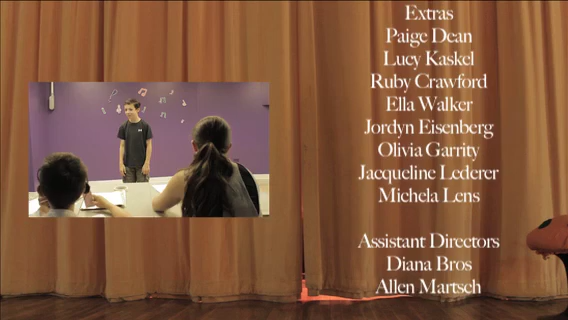 Extras
Paige Dean
Lucy Kaskel
Ruby Crawford
Ella Walker
Jordyn Eisenberg
Olivia Garrity
Jacqueline Lederer
Michela Lens
Assistant Directors
Diana Bros
Allen Martsch